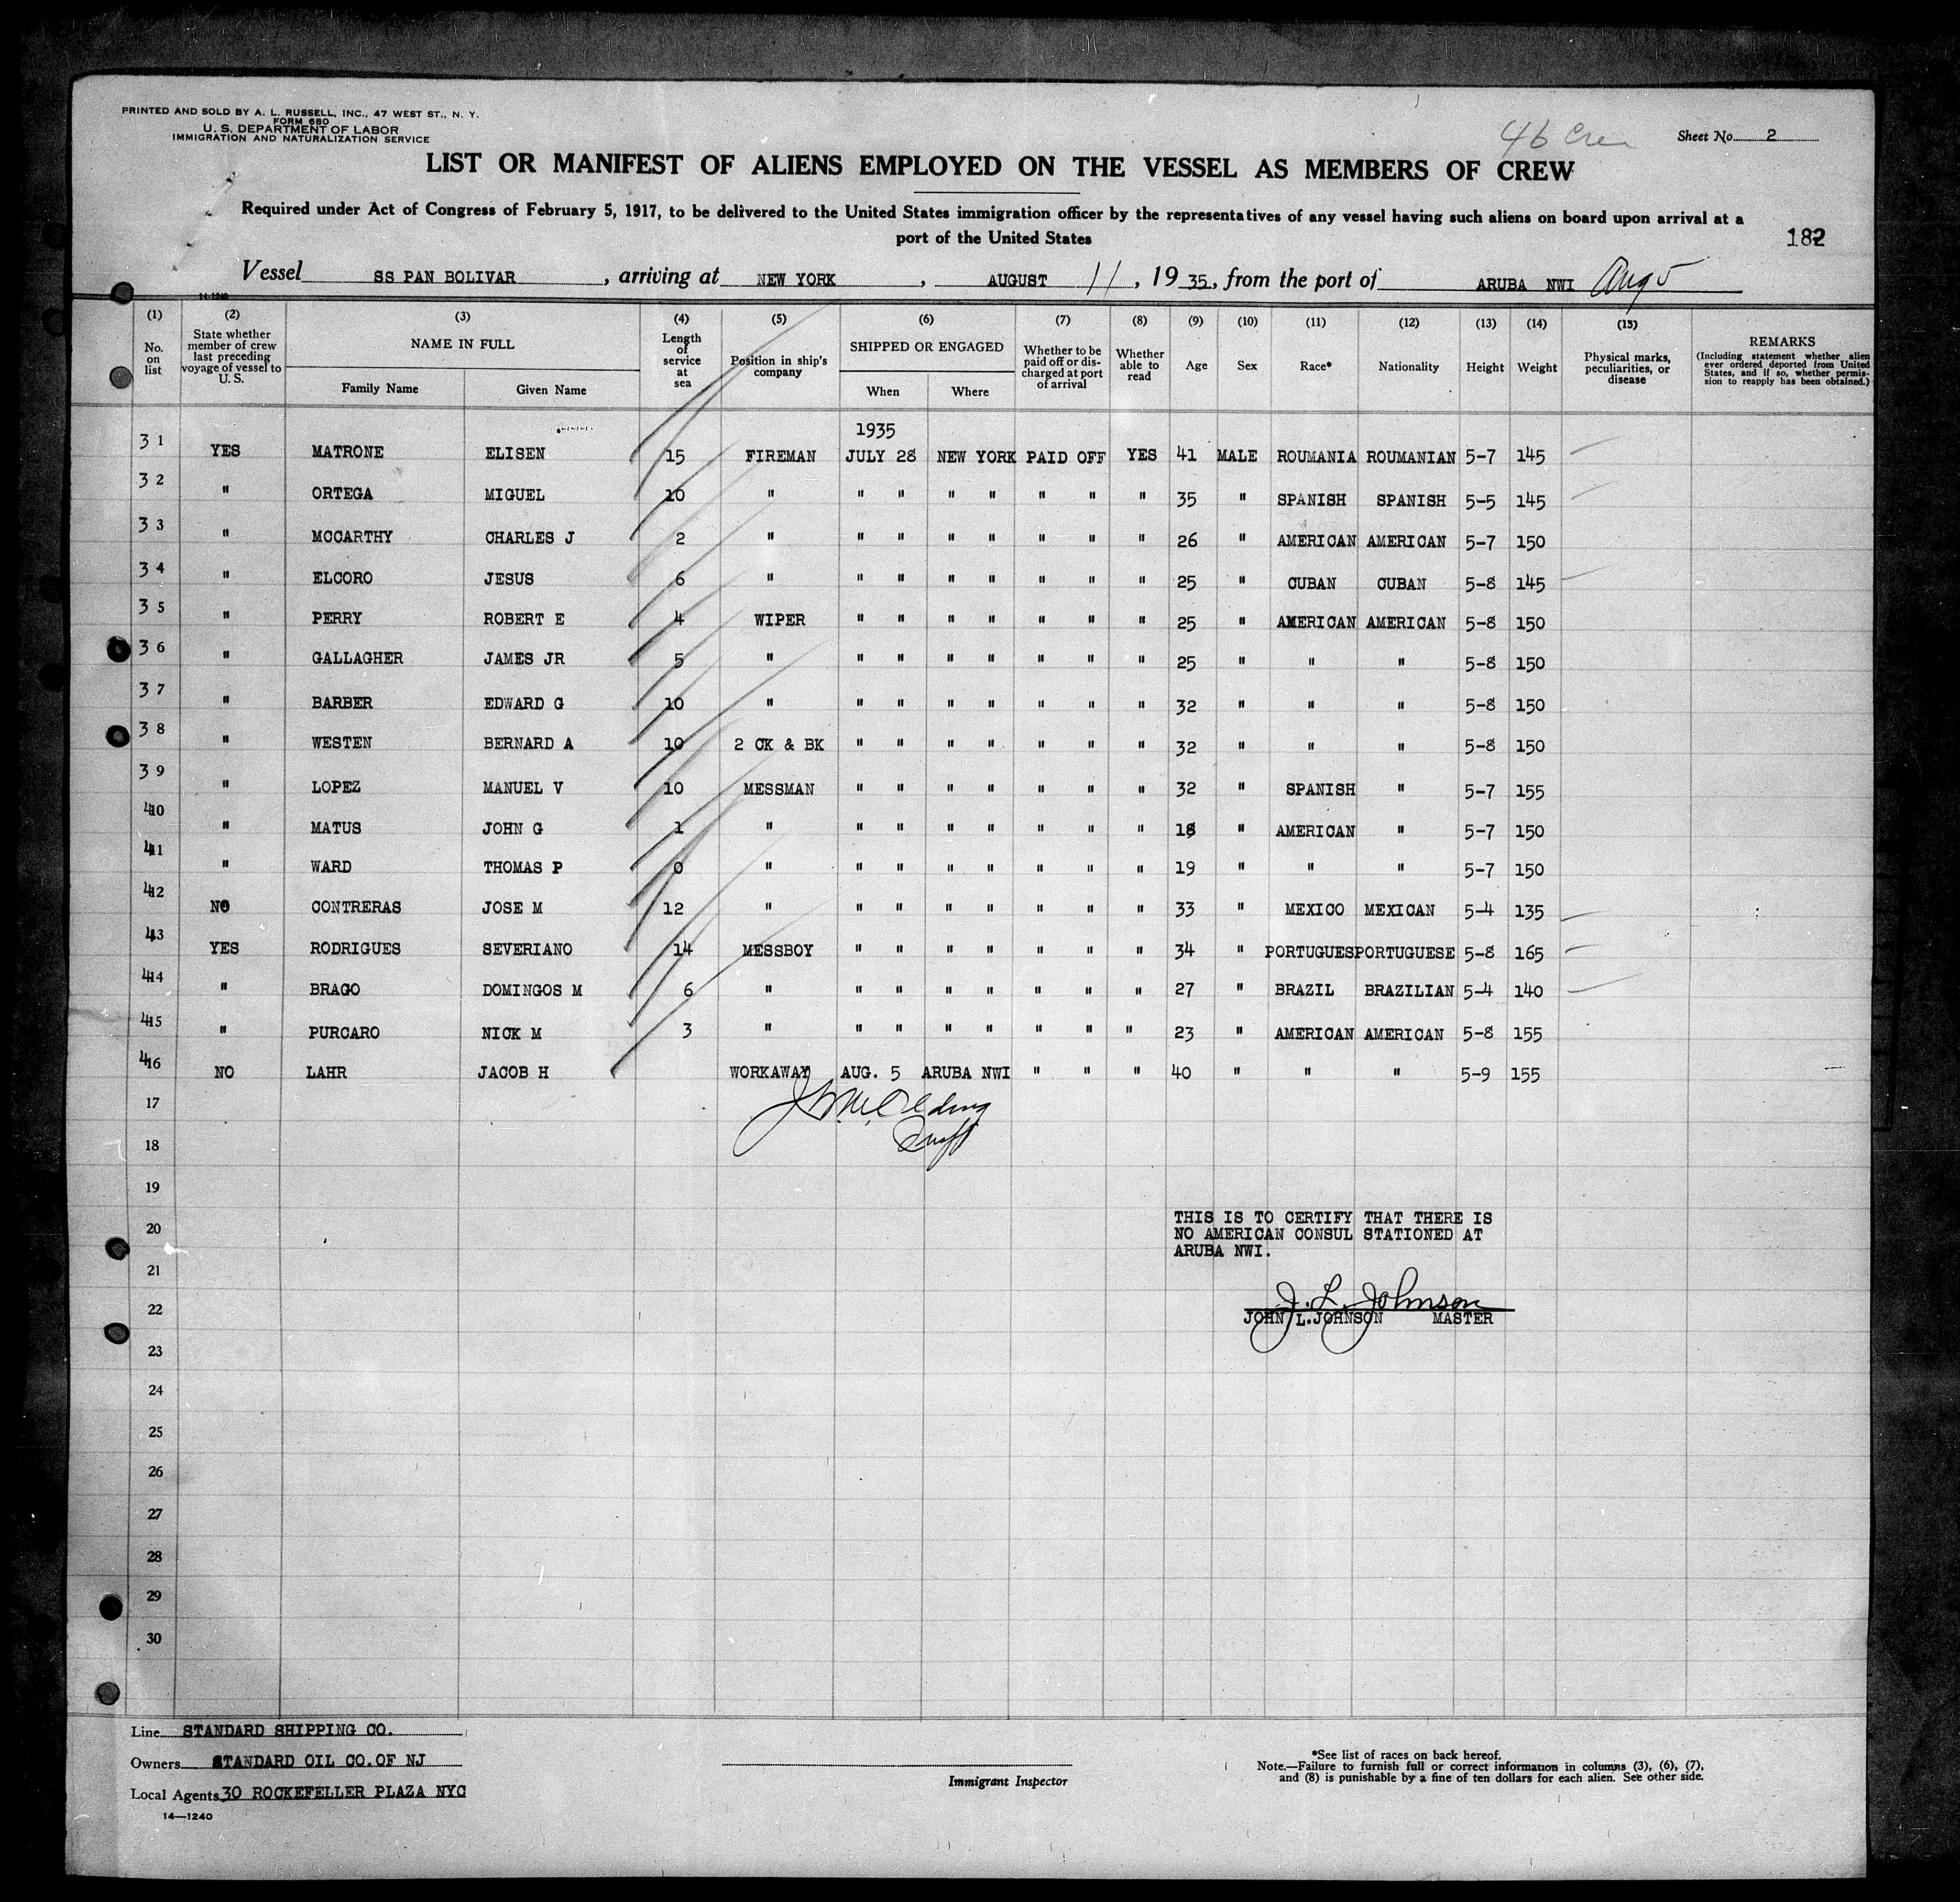 PRINTED AND SOLD BY A. L. RUSSELL, INC., 47 WEST ST., N. Y.
FORM 680
U. S. DEPARTMENT OF LABOR
IMMIGRATION AND NATURALIZATION SERVICE
46 Cre
Sheet No. 2
LIST OR MANIFEST OF ALIENS EMPLOYED ON THE VESSEL AS MEMBERS OF CREW
Required under Act of Congress of February 5, 1917, to be delivered to the United States immigration officer by the representatives of any vessel having such aliens on board upon arrival at a
port of the United States
182
Vessel SS PAN BOLIVAR , arriving at NEW YORK , AUGUST 11 , 19 35, from the port of ARUBA NWI Aug 5
14-1240
(1) (2) (3) (4) (5) (6) (7) (8) (9) (10) (11) (12) (13) (14) (15)
No. on list State whether member of crew last preceding voyage of vessel to U. S. NAME IN FULL Family Name Given Name Length of service at sea Position in ship's company SHIPPED OR ENGAGED When Where Whether to be paid off or discharged at port of arrival Whether able to read Age Sex Race* Nationality Height Weight Physical marks, peculiarities, or disease REMARKS (Including statement whether alien ever ordered deported from United States, and if so, whether permission to reapply has been obtained.)
1935
31 YES MATRONE ELISEN 15 FIREMAN JULY 28 NEW YORK PAID OFF YES 41 MALE ROUMANIA ROUMANIAN 5-7 145
32 " ORTEGA MIGUEL 10 " " " " " " " " 35 " SPANISH SPANISH 5-5 145
33 " MCCARTHY CHARLES J 2 " " " " " " " " 26 " AMERICAN AMERICAN 5-7 150
34 " ELCORO JESUS 6 " " " " " " " " 25 " CUBAN CUBAN 5-8 145
35 " PERRY ROBERT E 4 WIPER " " " " " " " 25 " AMERICAN AMERICAN 5-8 150
36 " GALLAGHER JAMES JR 5 " " " " " " " " 25 " " " 5-8 150
37 " BARBER EDWARD G 10 " " " " " " " " 32 " " " 5-8 150
38 " WESTEN BERNARD A 10 2 CK & BK " " " " " " " 32 " " " 5-8 150
39 " LOPEZ MANUEL V 10 MESSMAN " " " " " " " 32 " SPANISH " 5-7 155
40 " MATUS JOHN G 1 " " " " " " " " 18 " AMERICAN " 5-7 150
41 " WARD THOMAS P 0 " " " " " " " " 19 " " " 5-7 150
42 NO CONTRERAS JOSE M 12 " " " " " " " " 33 " MEXICO MEXICAN 5-4 135
43 YES RODRIGUES SEVERIANO 14 MESSBOY " " " " " " " 34 " PORTUGUES PORTUGUESE 5-8 165
44 " BRAGO DOMINGOS M 6 " " " " " " " " 27 " BRAZIL BRAZILIAN 5-4 140
45 " PURCARO NICK M 3 " " " " " " " " 23 " AMERICAN AMERICAN 5-8 155
46 NO LAHR JACOB H WORKAWAY AUG. 5 ARUBA NWI " " " 40 " " " 5-9 155
17
18
19
20
21
22
23
24
25
26
27
28
29
30
THIS IS TO CERTIFY THAT THERE IS
NO AMERICAN CONSUL STATIONED AT
ARUBA NWI.
J. L. Johnson
JOHN L.JOHNSON MASTER
Line STANDARD SHIPPING CO.
Owners STANDARD OIL CO.OF NJ
Local Agents 30 ROCKEFELLER PLAZA NYC
14—1240
Immigrant Inspector
*See list of races on back hereof.
Note.—Failure to furnish full or correct information in columns (3), (6), (7),
and (8) is punishable by a fine of ten dollars for each alien. See other side.